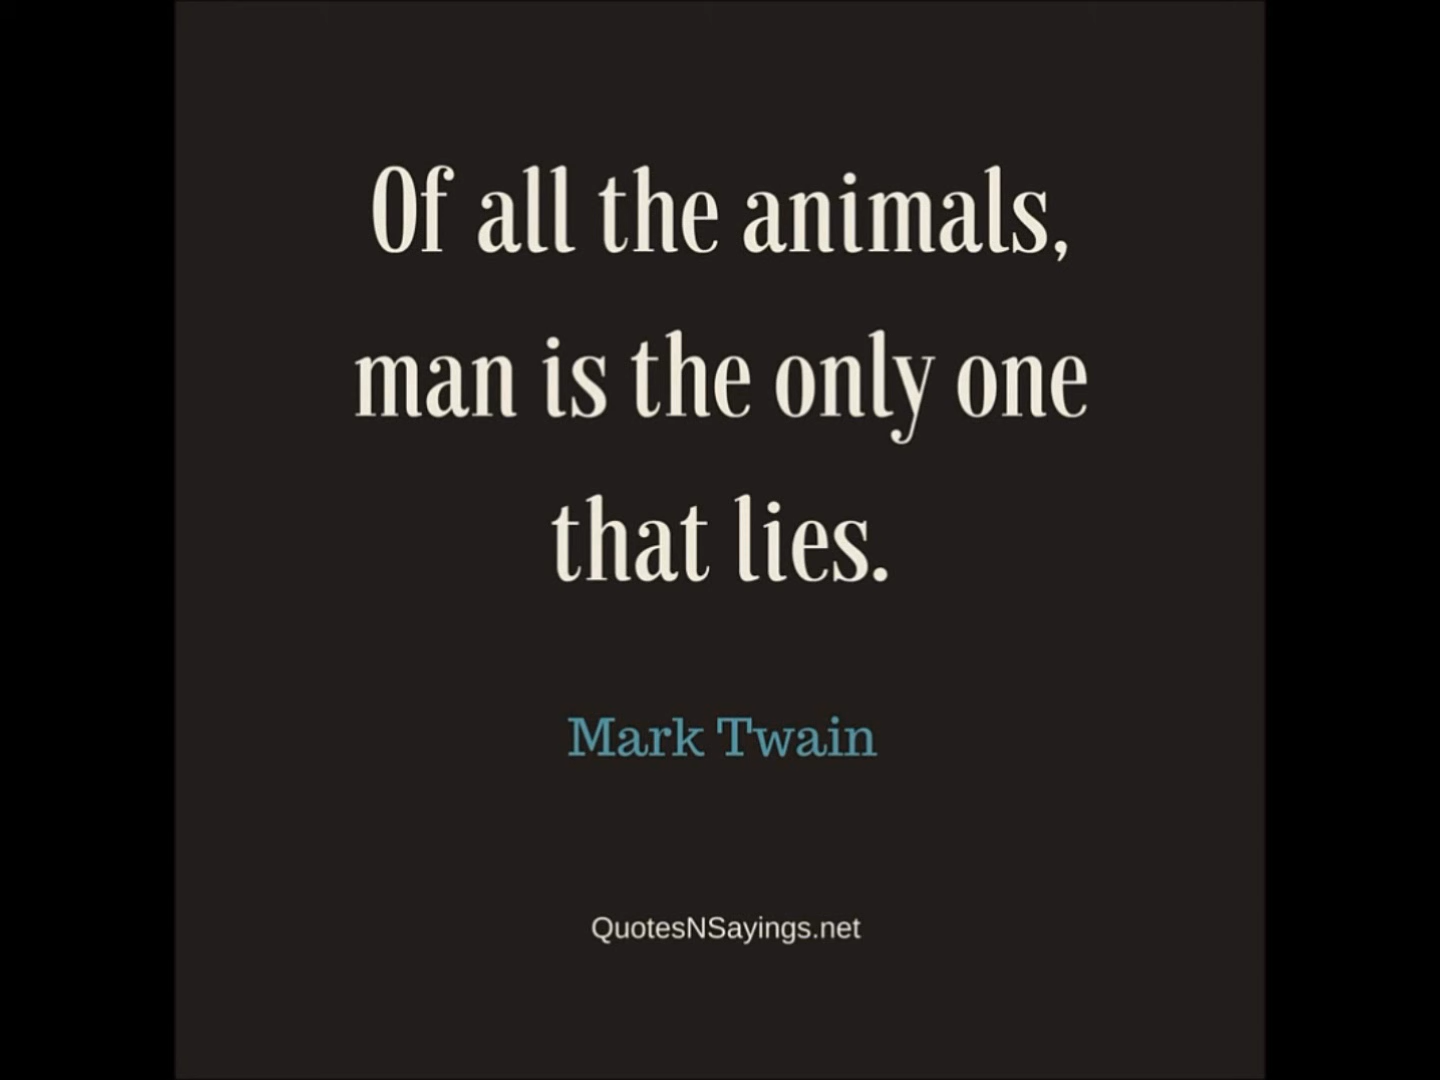 Of all the animals,
man is the only one
that lies.
Mark Twain
QuotesNSayings.net